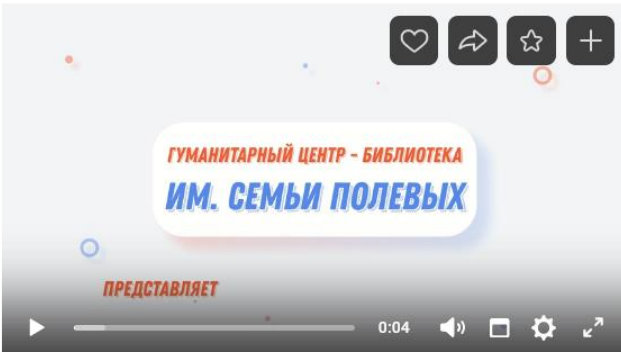 ГУМАНИТАРНЫЙ ЦЕНТР - БИБЛИОТЕКА
ИМ. СЕМЬИ ПОЛЕВЫХ
ПРЕДСТАВЛЯЕТ
0:04